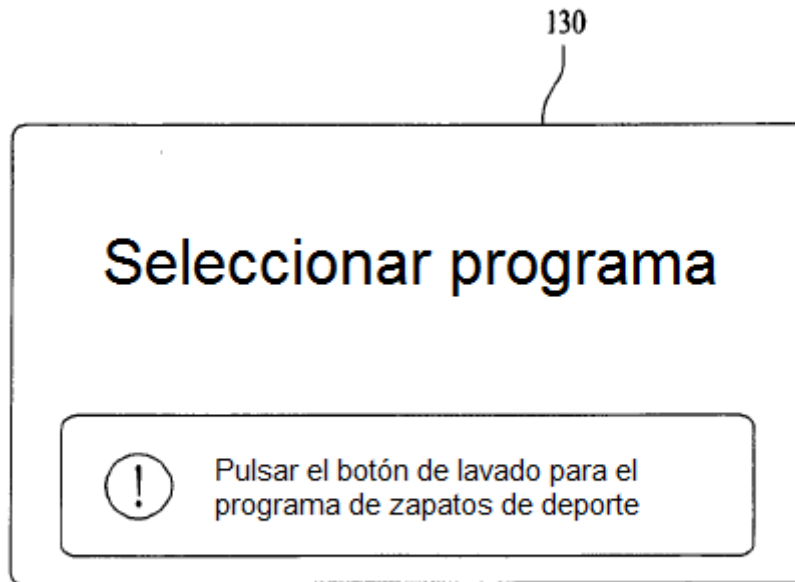 130
Seleccionar programa
Pulsar el botón de lavado para el
programa de zapatos de deporte